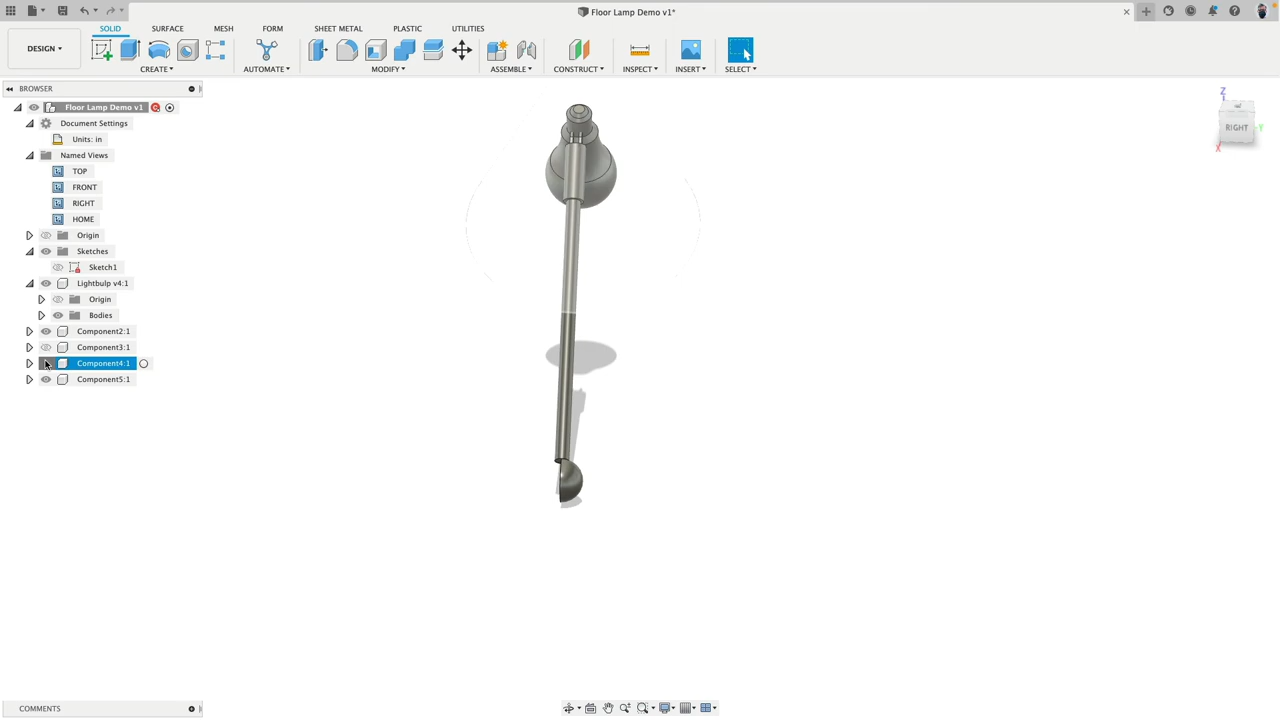 Floor Lamp Demo v1*
DESIGN
SOLID SURFACE MESH FORM SHEET METAL PLASTIC UTILITIES
CREATE AUTOMATE MODIFY ASSEMBLE CONSTRUCT INSPECT INSERT SELECT
BROWSER
Floor Lamp Demo v1
Document Settings
Units: in
Named Views
TOP
FRONT
RIGHT
HOME
Origin
Sketches
Sketch1
Lightbulp v4:1
Origin
Bodies
Component2:1
Component3:1
Component4:1
Component5:1
Z
RIGHT
Y
X
COMMENTS